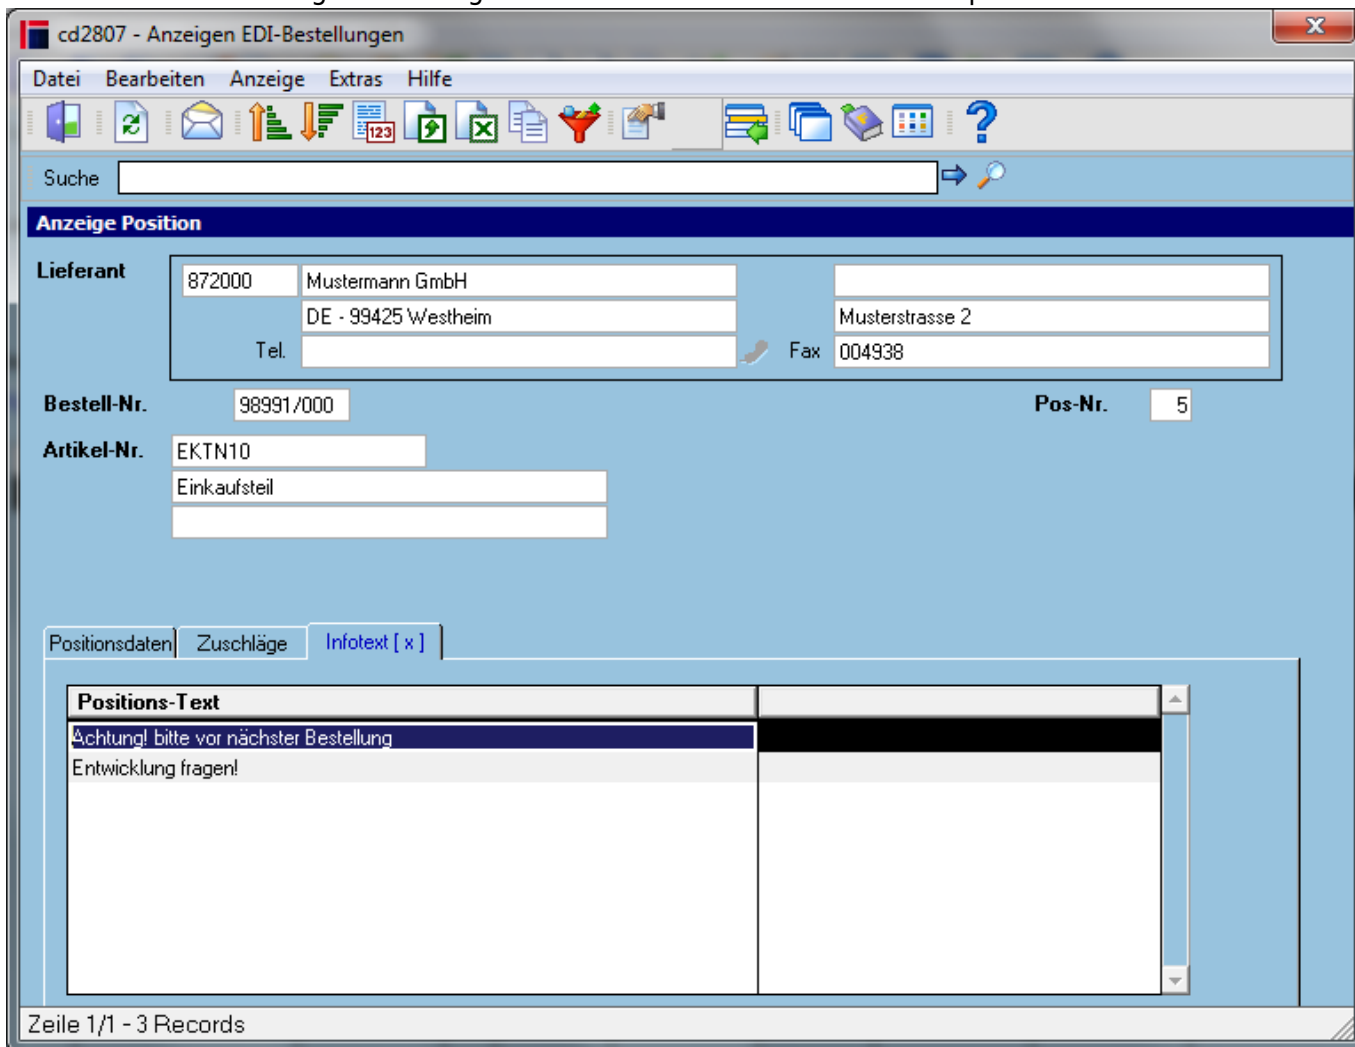 cd2807 - Anzeigen EDI-Bestellungen
Datei Bearbeiten Anzeige Extras Hilfe
123
Suche
Anzeige Position
Lieferant 872000 Mustermann GmbH
DE - 99425 Westheim Musterstrasse 2
Tel. Fax 004938
Bestell-Nr. 98991/000 Pos-Nr. 5
Artikel-Nr. EKTN10
Einkaufsteil
Positionsdaten Zuschläge Infotext [ x ]
Positions-Text
Achtung! bitte vor nächster Bestellung
Entwicklung fragen!
Zeile 1/1 - 3 Records